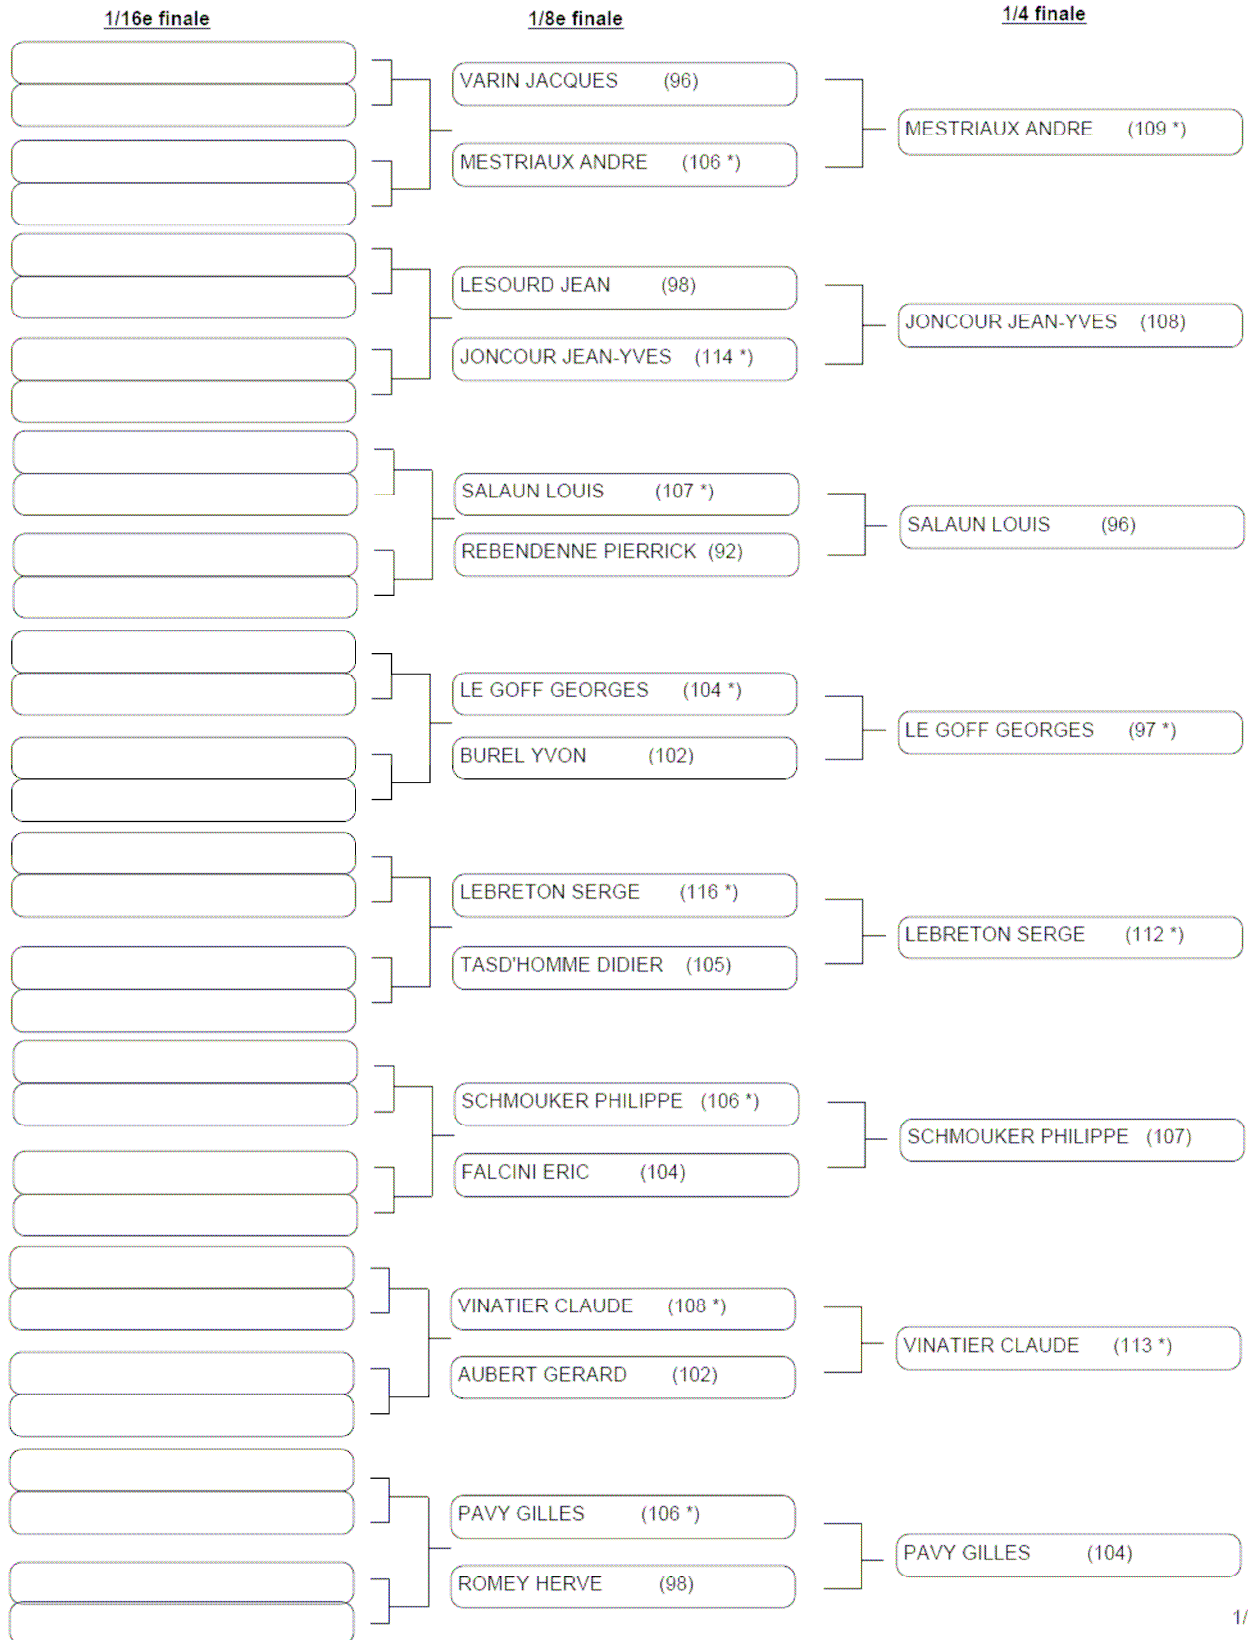 1/16e finale
1/8e finale
1/4 finale
VARIN JACQUES (96)
MESTRIAUX ANDRE (109 *)
MESTRIAUX ANDRE (106 *)
LESOURD JEAN (98)
JONCOUR JEAN-YVES (108)
JONCOUR JEAN-YVES (114 *)
SALAUN LOUIS (107 *)
SALAUN LOUIS (96)
REBENDENNE PIERRICK (92)
LE GOFF GEORGES (104 *)
LE GOFF GEORGES (97 *)
BUREL YVON (102)
LEBRETON SERGE (116 *)
LEBRETON SERGE (112 *)
TASD'HOMME DIDIER (105)
SCHMOUKER PHILIPPE (106 *)
SCHMOUKER PHILIPPE (107)
FALCINI ERIC (104)
VINATIER CLAUDE (108 *)
VINATIER CLAUDE (113 *)
AUBERT GERARD (102)
PAVY GILLES (106 *)
PAVY GILLES (104)
ROMEY HERVE (98)
1/